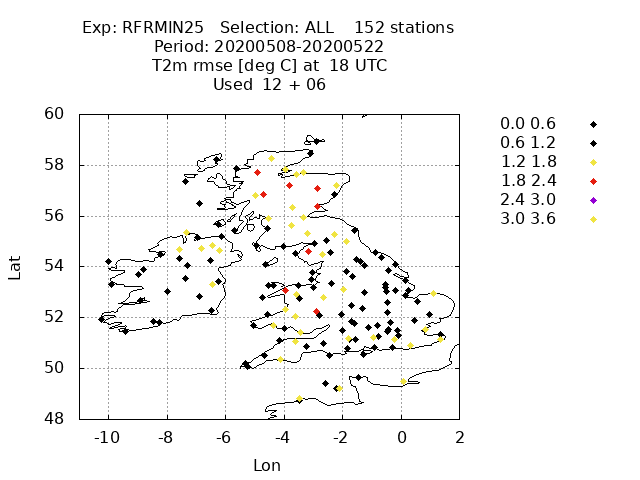 Exp: RFRMIN25 Selection: ALL 152 stations
Period: 20200508-20200522
T2m rmse [deg C] at 18 UTC
Used 12 + 06
60
58
56
54
52
50
48
Lat
-10 -8 -6 -4 -2 0 2
Lon
0.0 0.6
0.6 1.2
1.2 1.8
1.8 2.4
2.4 3.0
3.0 3.6